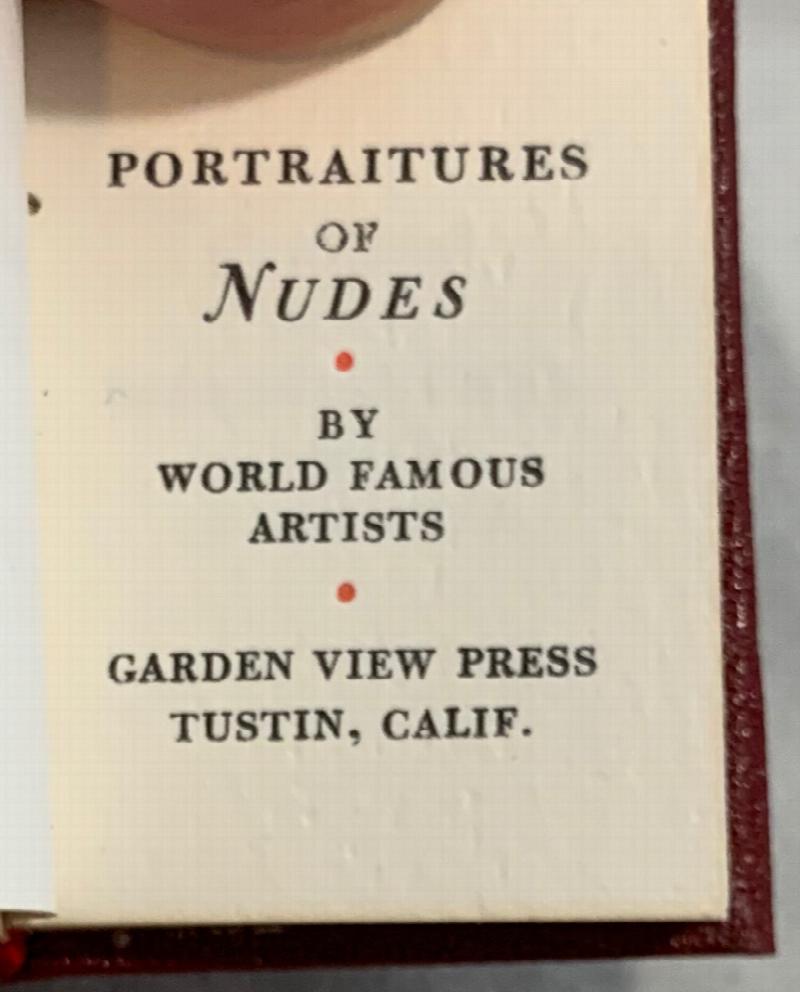 PORTRAITURES
OF
NUDES
BY
WORLD FAMOUS
ARTISTS
GARDEN VIEW PRESS
TUSTIN, CALIF.